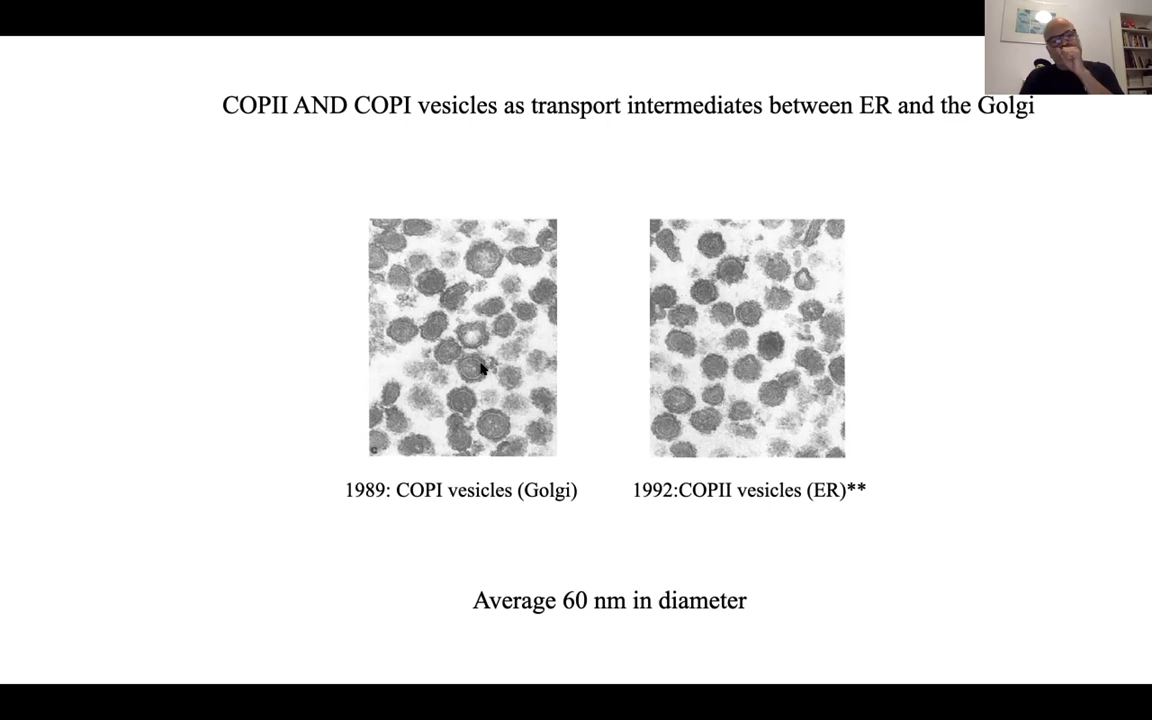 COPII AND COPI vesicles as transport intermediates between ER and the Golgi
1989: COPI vesicles (Golgi)
1992:COPII vesicles (ER)**
Average 60 nm in diameter